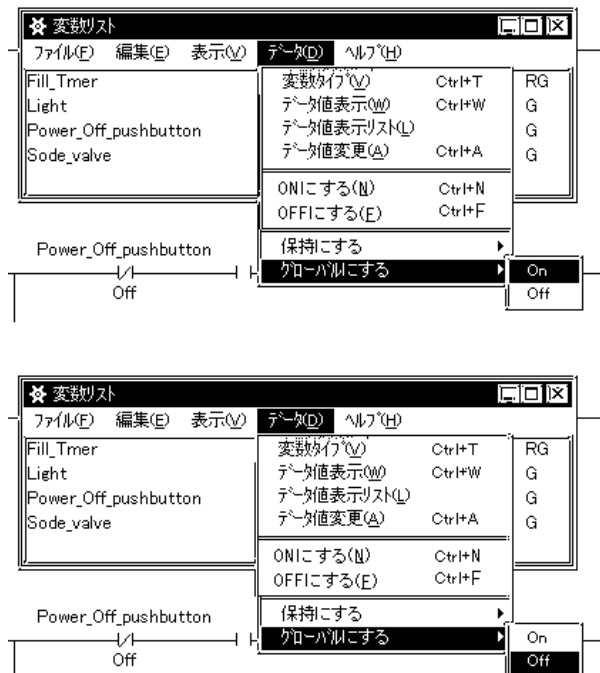 変数リスト
ファイル(F) 編集(E) 表示(V) データ(D) ヘルプ(H)
Fill_Tmer 変数タイプ(V) Ctrl+T RG
Light データ値表示(W) Ctrl+W G
Power_Off_pushbutton データ値表示リスト(L) G
Sode_valve データ値変更(A) Ctrl+A G
ONにする(N) Ctrl+N
OFFにする(F) Ctrl+F
Power_Off_pushbutton 保持にする
グローバルにする On
Off Off
変数リスト
ファイル(F) 編集(E) 表示(V) データ(D) ヘルプ(H)
Fill_Tmer 変数タイプ(V) Ctrl+T RG
Light データ値表示(W) Ctrl+W G
Power_Off_pushbutton データ値表示リスト(L) G
Sode_valve データ値変更(A) Ctrl+A G
ONにする(N) Ctrl+N
OFFにする(F) Ctrl+F
Power_Off_pushbutton 保持にする
グローバルにする On
Off Off